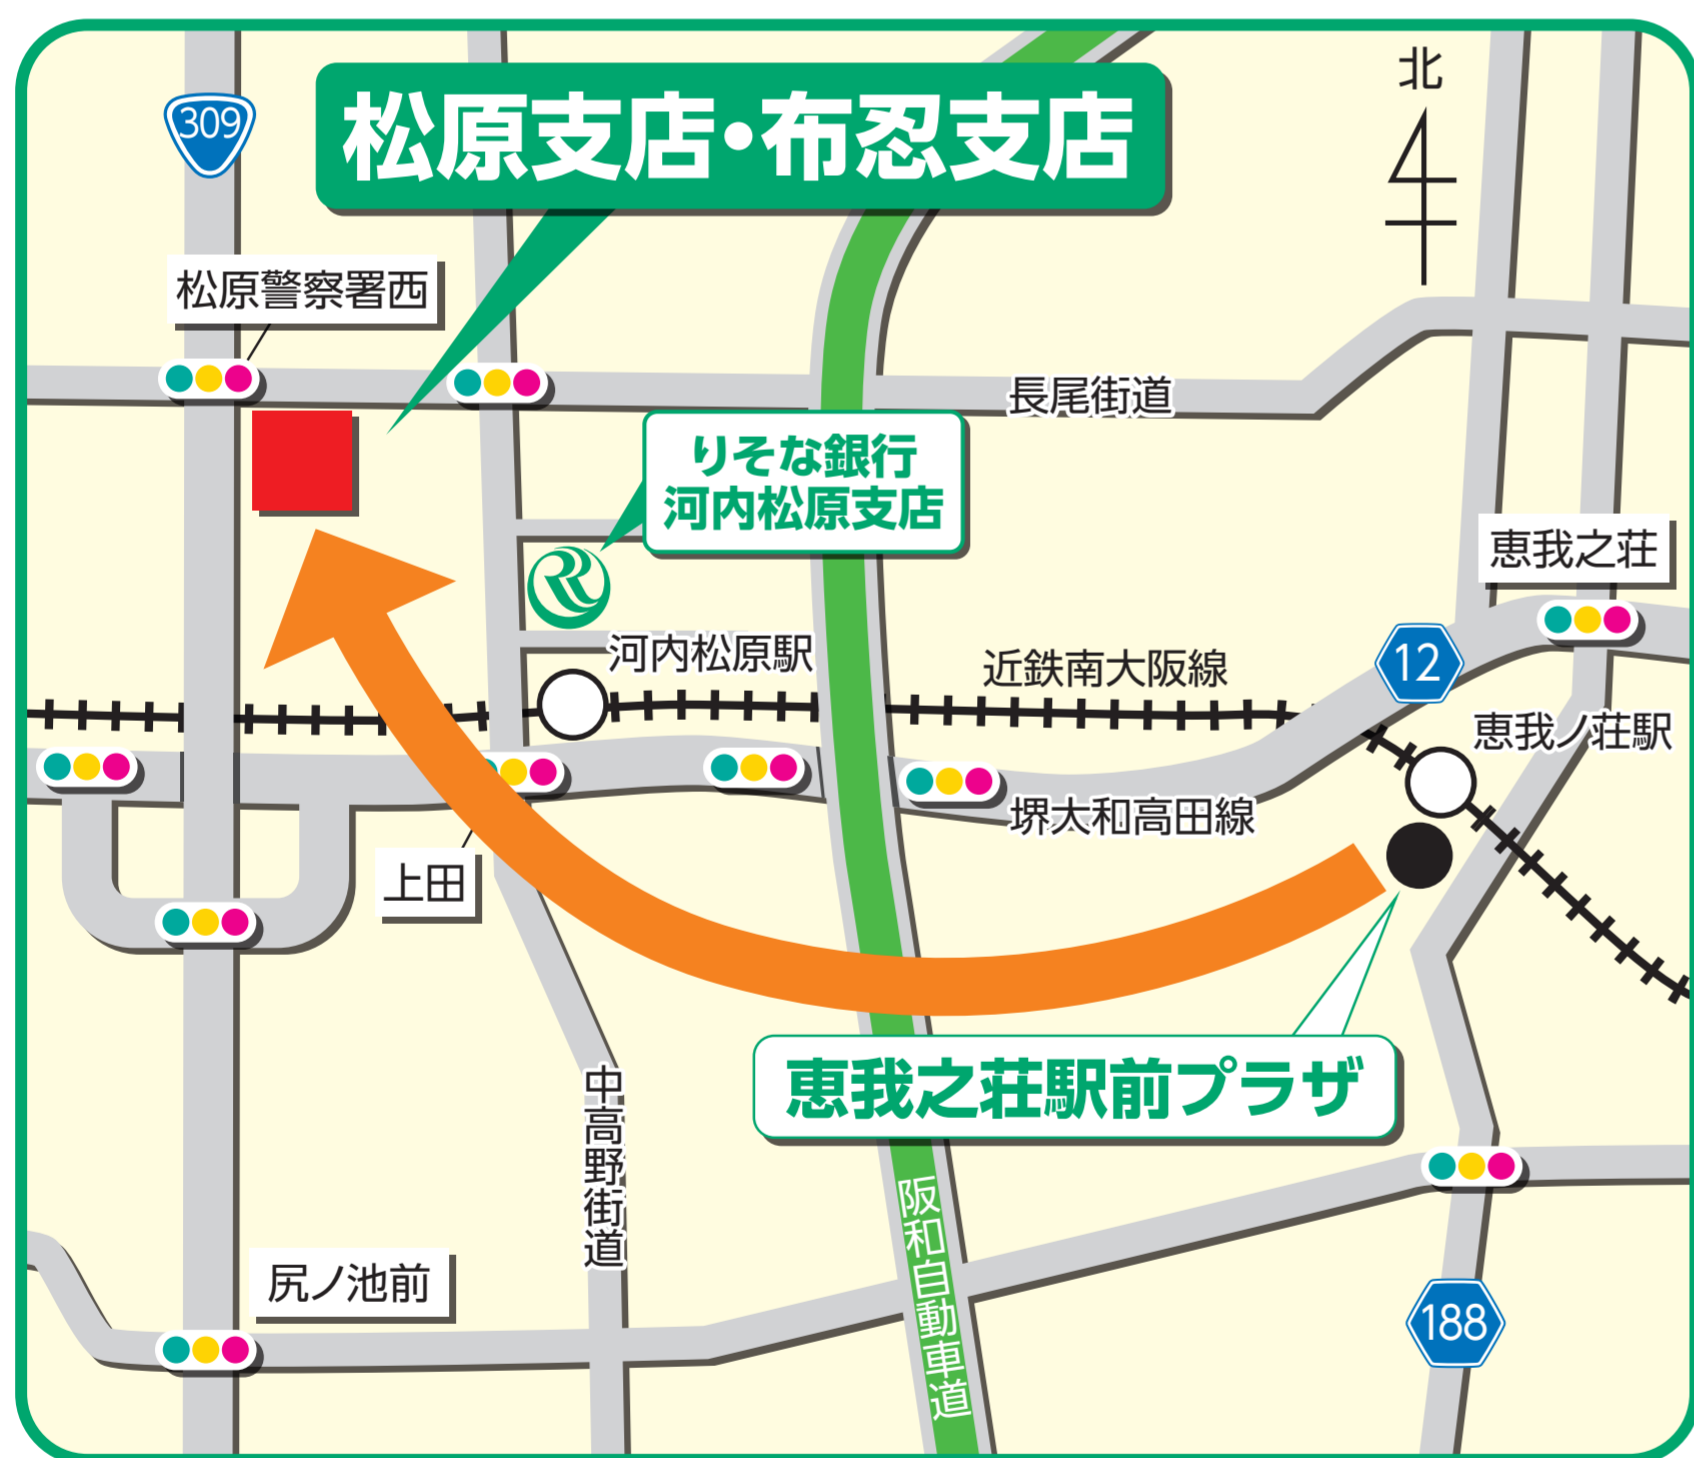 北
309
松原支店・布忍支店
松原警察署西
長尾街道
りそな銀行
河内松原支店
恵我之荘
河内松原駅
近鉄南大阪線
12
恵我ノ荘駅
堺大和高田線
上田
恵我之荘駅前プラザ
中高野街道
阪和自動車道
尻ノ池前
188